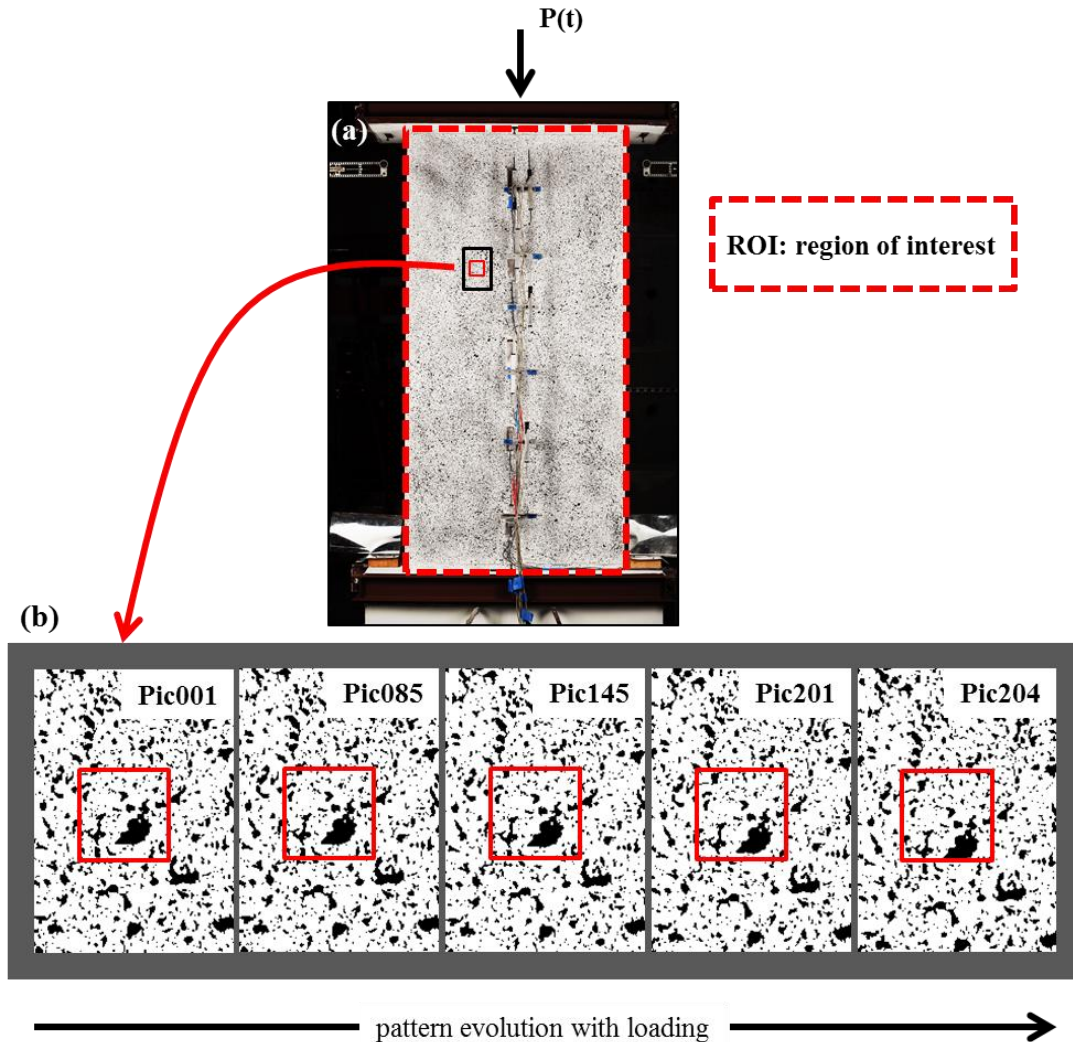 P(t)
(a)
ROI: region of interest
(b)
Pic001 Pic085 Pic145 Pic201 Pic204
pattern evolution with loading